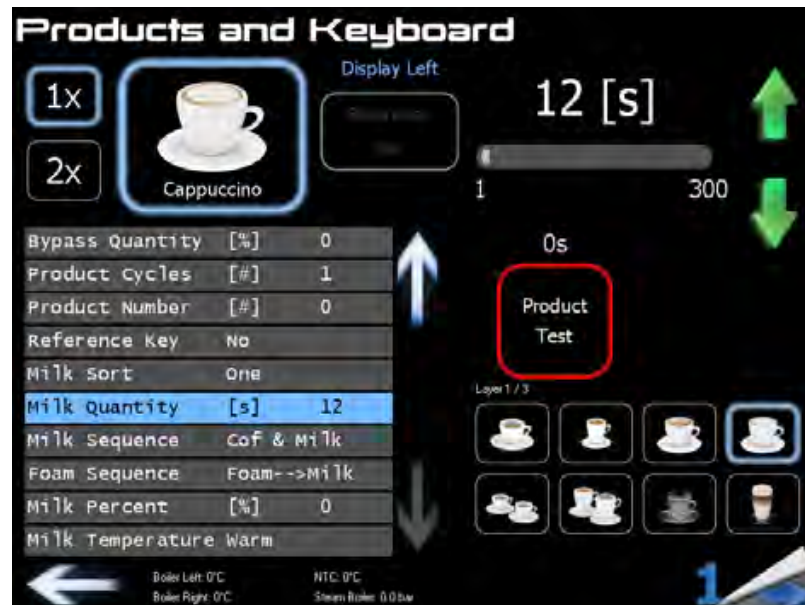 Products and Keyboard
1x
2x
Cappuccino
Display Left
12 [s]
1
300
Bypass Quantity [%] 0
Product Cycles [#] 1
Product Number [#] 0
Reference Key No
Milk Sort One
Milk Quantity [s] 12
Milk Sequence Cof & Milk
Foam Sequence Foam-->Milk
Milk Percent [%] 0
Milk Temperature Warm
0s
Product
Test
Layer 1 / 3
Boiler Left: 0°C
Boiler Right: 0°C
NTC: 0°C
Steam Boiler: 0.0 bar
1